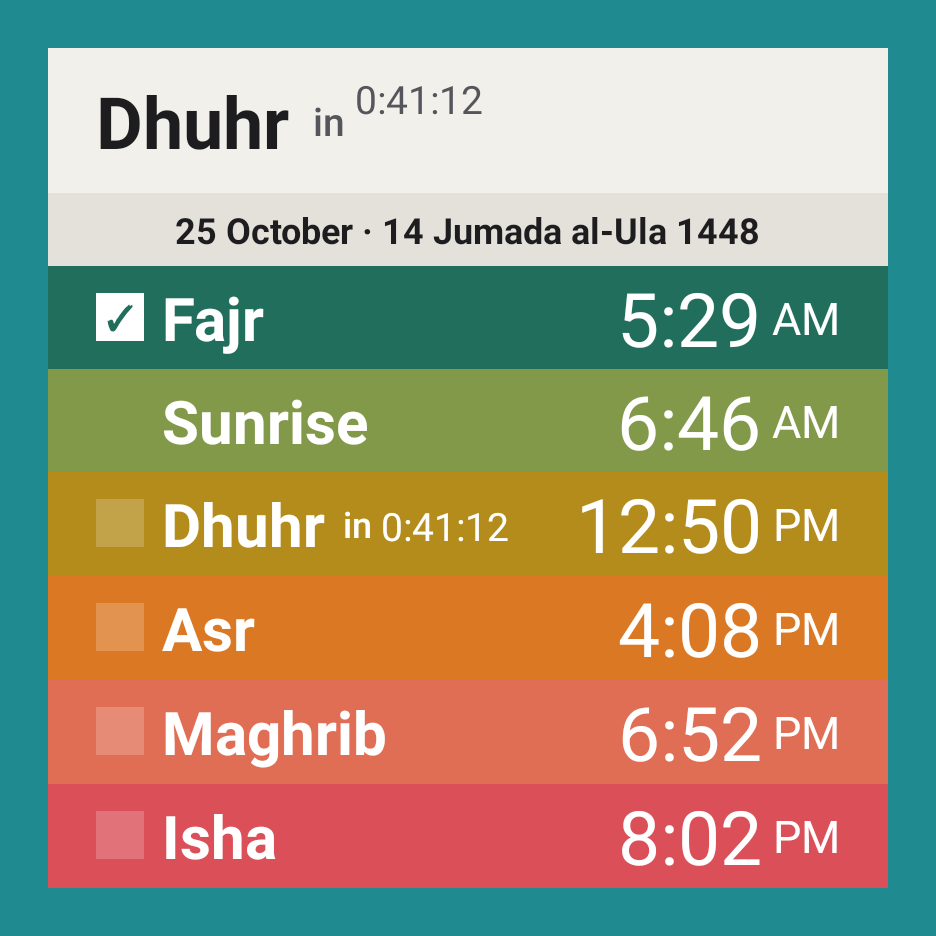 Dhuhr in 0:41:12
25 October · 14 Jumada al-Ula 1448
✓ Fajr 5:29 AM
Sunrise 6:46 AM
Dhuhr in 0:41:12 12:50 PM
Asr 4:08 PM
Maghrib 6:52 PM
Isha 8:02 PM